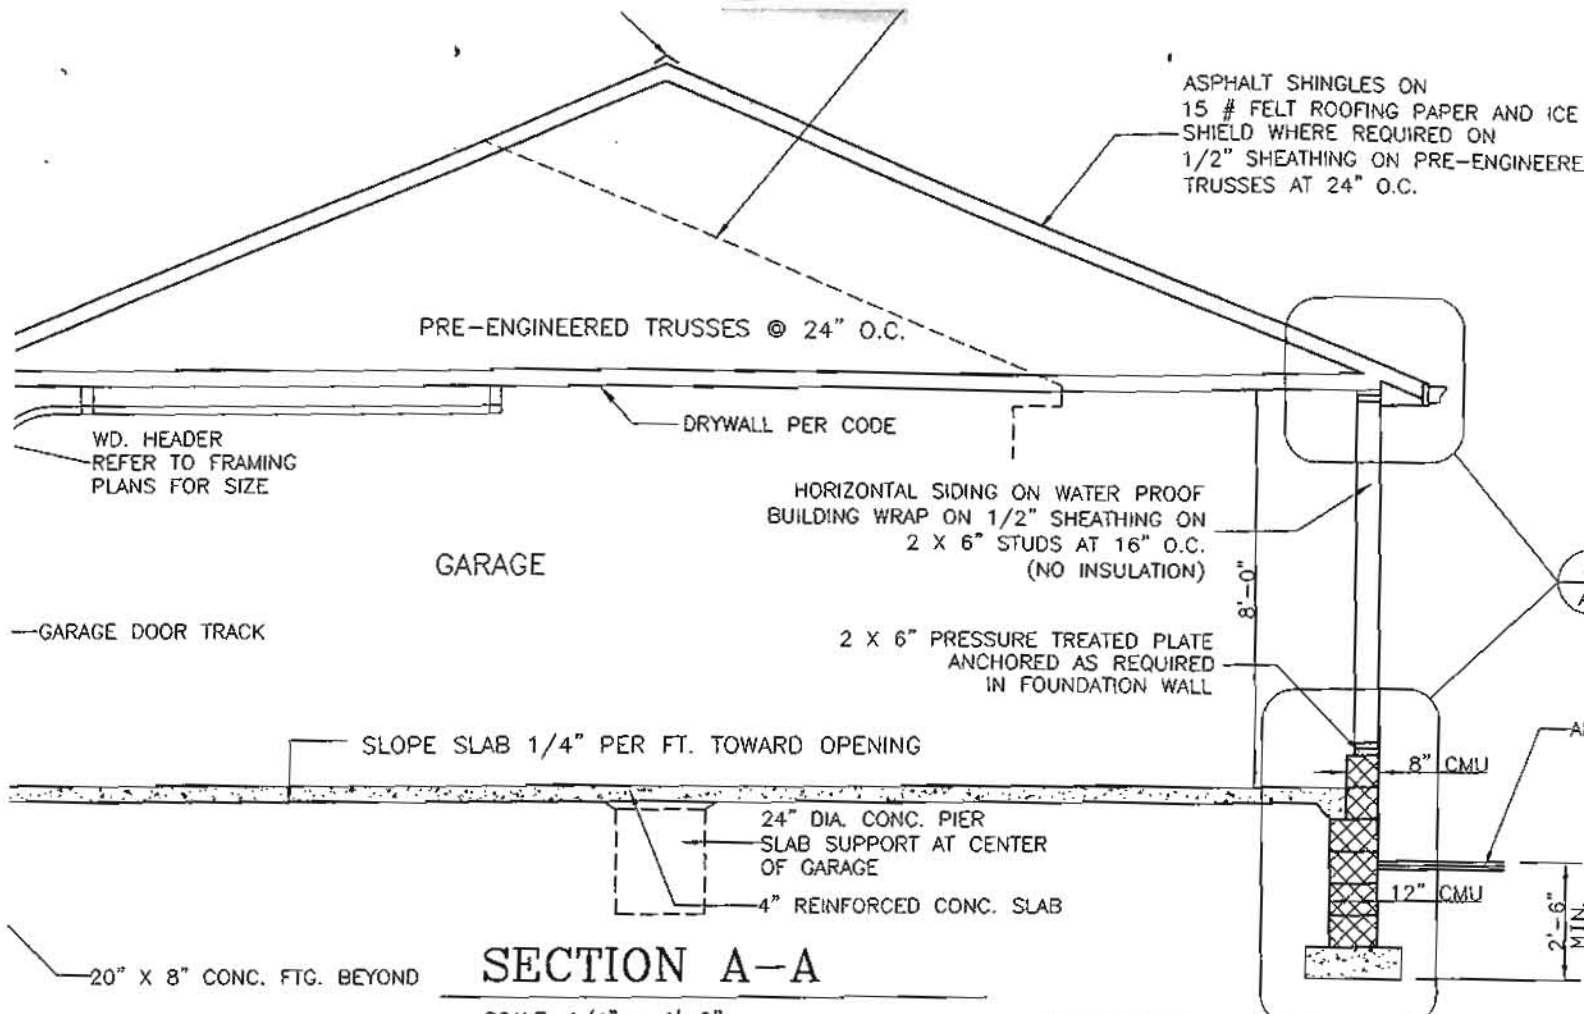 ASPHALT SHINGLES ON
15 # FELT ROOFING PAPER AND ICE
SHIELD WHERE REQUIRED ON
1/2" SHEATHING ON PRE-ENGINEERE
TRUSSES AT 24" O.C.
PRE-ENGINEERED TRUSSES @ 24" O.C.
DRYWALL PER CODE
WD. HEADER
REFER TO FRAMING
PLANS FOR SIZE
HORIZONTAL SIDING ON WATER PROOF
BUILDING WRAP ON 1/2" SHEATHING ON
2 X 6" STUDS AT 16" O.C.
(NO INSULATION)
GARAGE
8'-0"
GARAGE DOOR TRACK
2 X 6" PRESSURE TREATED PLATE
ANCHORED AS REQUIRED
IN FOUNDATION WALL
SLOPE SLAB 1/4" PER FT. TOWARD OPENING
8" CMU
24" DIA. CONC. PIER
SLAB SUPPORT AT CENTER
OF GARAGE
4" REINFORCED CONC. SLAB
12" CMU
2'-6"
MIN.
20" X 8" CONC. FTG. BEYOND
SECTION A-A